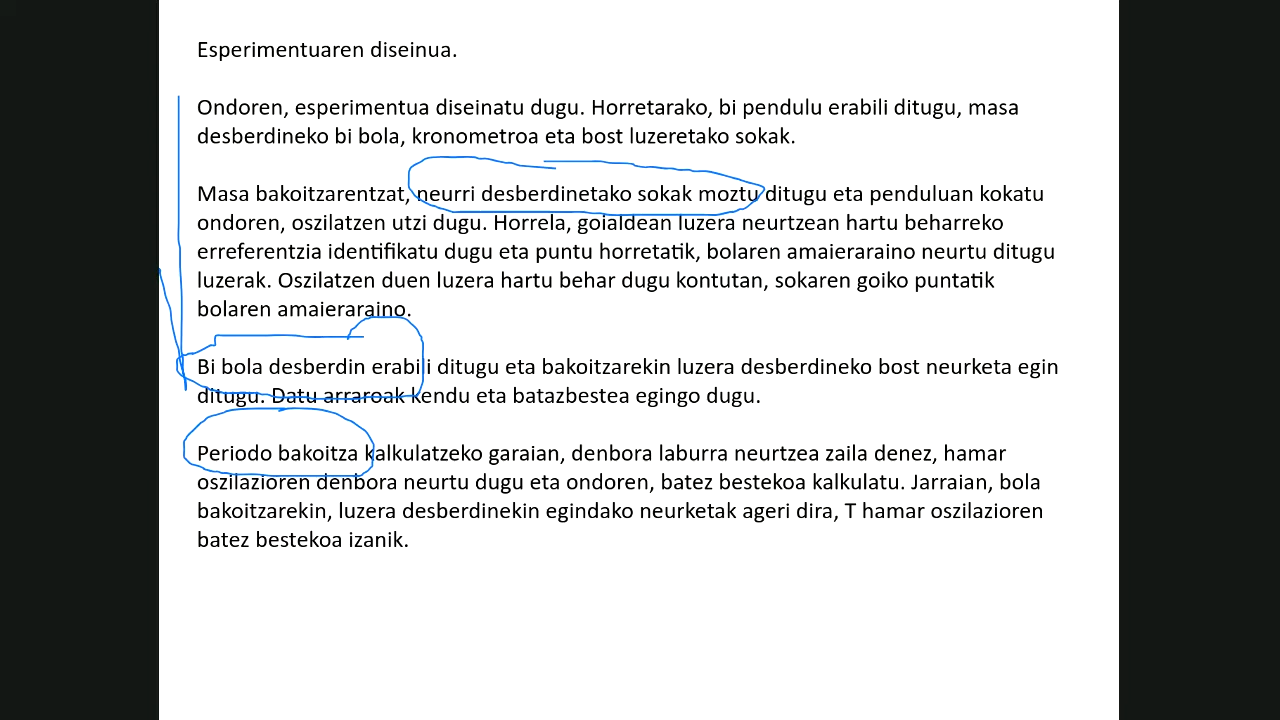 Esperimentuaren diseinua.
Ondoren, esperimentua diseinatu dugu. Horretarako, bi pendulu erabili ditugu, masa
desberdineko bi bola, kronometroa eta bost luzeretako sokak.
Masa bakoitzarentzat, neurri desberdinetako sokak moztu ditugu eta penduluan kokatu
ondoren, oszilatzen utzi dugu. Horrela, goialdean luzera neurtzean hartu beharreko
erreferentzia identifikatu dugu eta puntu horretatik, bolaren amaieraraino neurtu ditugu
luzerak. Oszilatzen duen luzera hartu behar dugu kontutan, sokaren goiko puntatik
bolaren amaieraraino.
Bi bola desberdin erabili ditugu eta bakoitzarekin luzera desberdineko bost neurketa egin
ditugu. Datu arraroak kendu eta batazbestea egingo dugu.
Periodo bakoitza kalkulatzeko garaian, denbora laburra neurtzea zaila denez, hamar
oszilazioren denbora neurtu dugu eta ondoren, batez bestekoa kalkulatu. Jarraian, bola
bakoitzarekin, luzera desberdinekin egindako neurketak ageri dira, T hamar oszilazioren
batez bestekoa izanik.